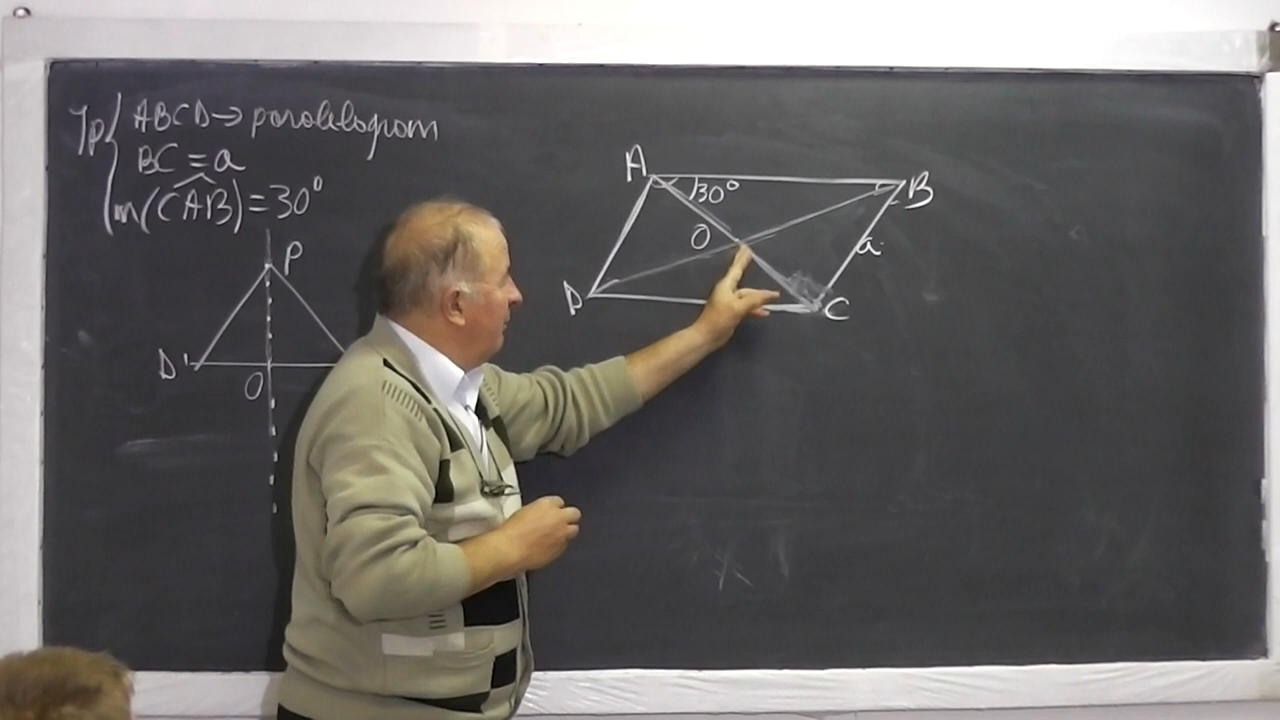 Ip { ABCD → paralelogram
BC = a
m(CAB) = 30°
P
D'
O
A
30°
B
O
a
D
C